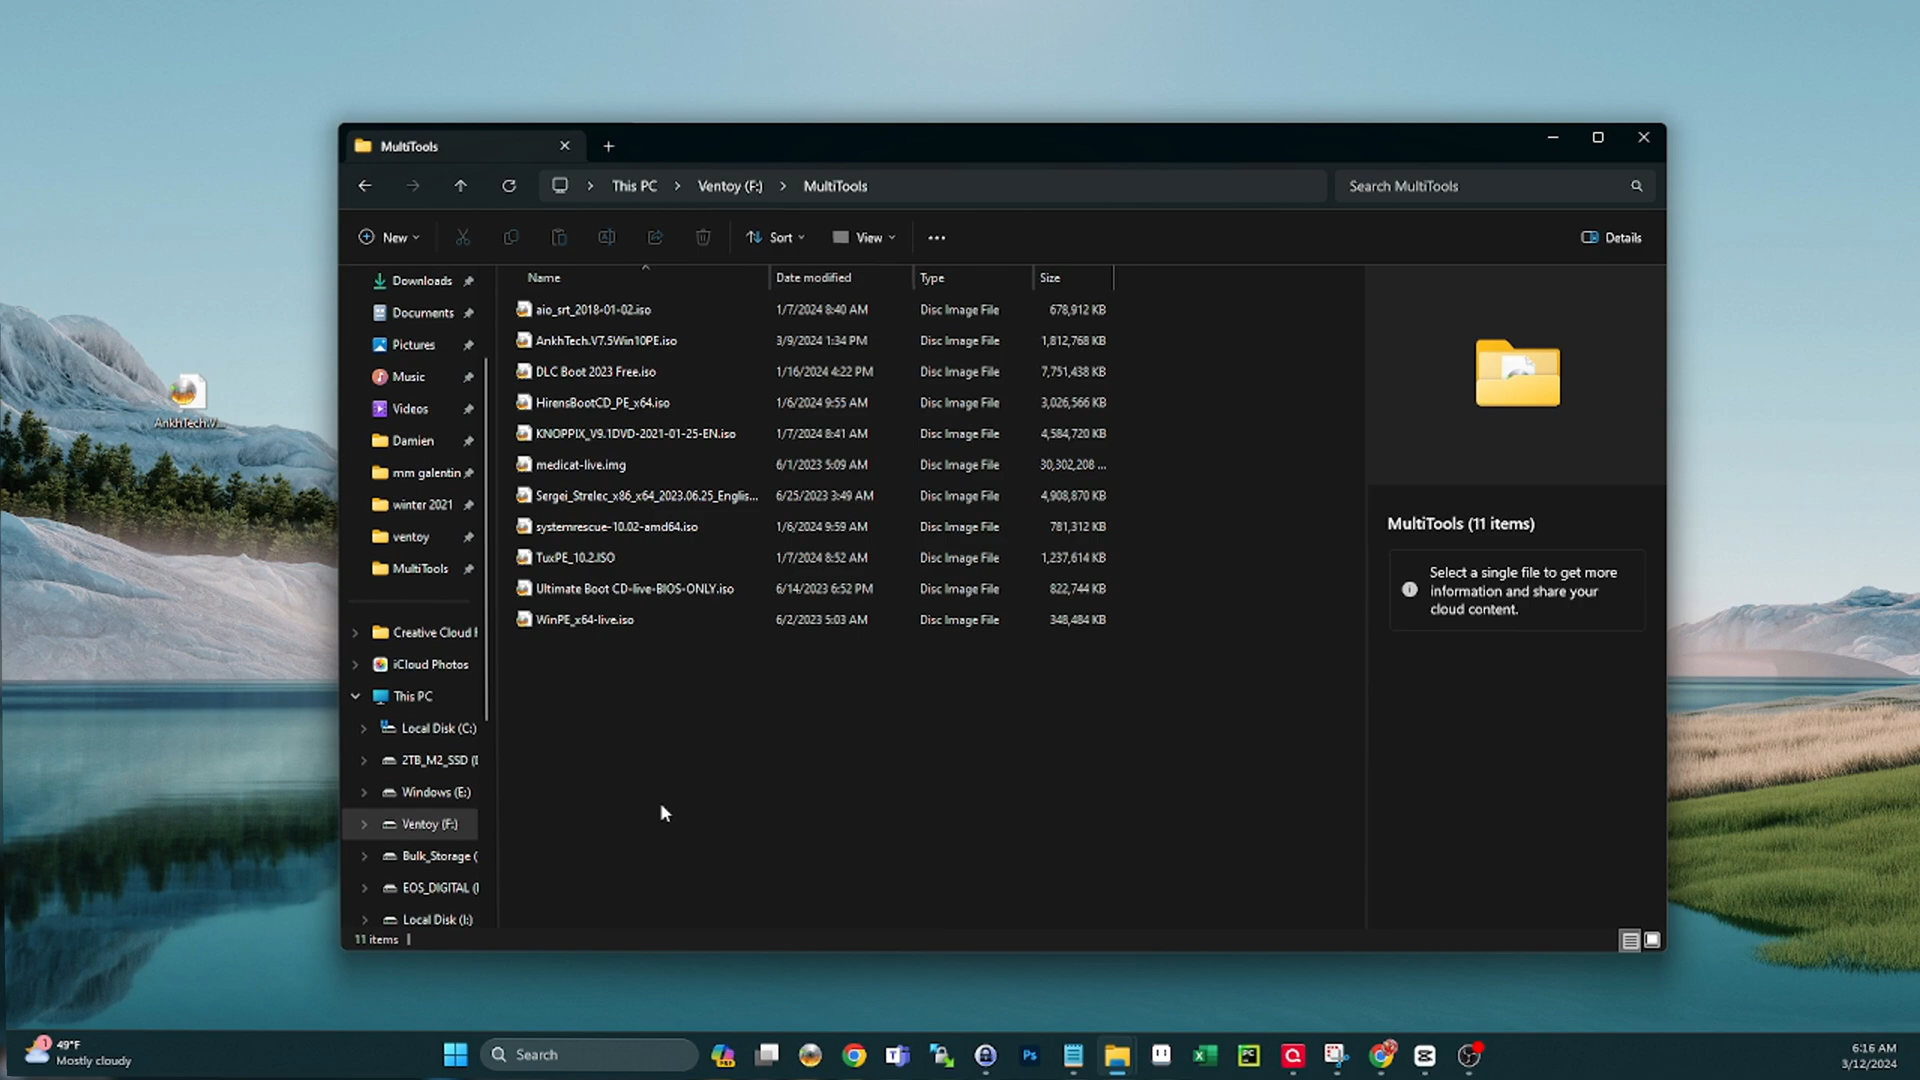 MultiTools
This PC > Ventoy (F:) > MultiTools
Search MultiTools
New
Sort
View
Details
Downloads
Documents
Pictures
Music
Videos
Damien
mm galentin
winter 2021
ventoy
MultiTools
Creative Cloud F
iCloud Photos
This PC
Local Disk (C:)
2TB_M2_SSD (I
Windows (E:)
Ventoy (F:)
Bulk_Storage (
EOS_DIGITAL (I
Local Disk (I:)
Name Date modified Type Size
aio_srt_2018-01-02.iso 1/7/2024 8:40 AM Disc Image File 678,912 KB
AnkhTech.V7.5Win10PE.iso 3/9/2024 1:34 PM Disc Image File 1,812,768 KB
DLC Boot 2023 Free.iso 1/16/2024 4:22 PM Disc Image File 7,751,438 KB
HirensBootCD_PE_x64.iso 1/6/2024 9:55 AM Disc Image File 3,026,566 KB
KNOPPIX_V9.1DVD-2021-01-25-EN.iso 1/7/2024 8:41 AM Disc Image File 4,584,720 KB
medicat-live.img 6/1/2023 5:09 AM Disc Image File 30,302,208 ...
Sergei_Strelec_x86_x64_2023.06.25_Englis... 6/25/2023 3:49 AM Disc Image File 4,908,870 KB
systemrescue-10.02-amd64.iso 1/6/2024 9:59 AM Disc Image File 781,312 KB
TuxPE_10.2.ISO 1/7/2024 8:52 AM Disc Image File 1,237,614 KB
Ultimate Boot CD-live-BIOS-ONLY.iso 6/14/2023 6:52 PM Disc Image File 822,744 KB
WinPE_x64-live.iso 6/2/2023 5:03 AM Disc Image File 348,484 KB
MultiTools (11 items)
Select a single file to get more
information and share your
cloud content.
11 items
AnkhTech.V...
1
49°F
Mostly cloudy
Search
Ps
PC
6:16 AM
3/12/2024